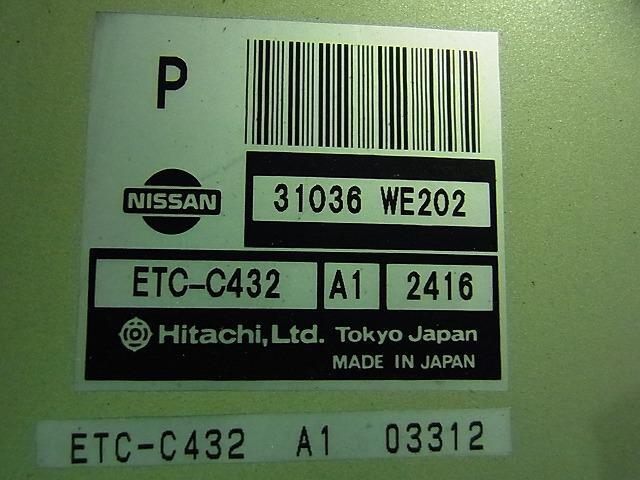 P
NISSAN
31036 WE202
ETC-C432 A1 2416
Hitachi, Ltd. Tokyo Japan
MADE IN JAPAN
ETC-C432 A1 03312